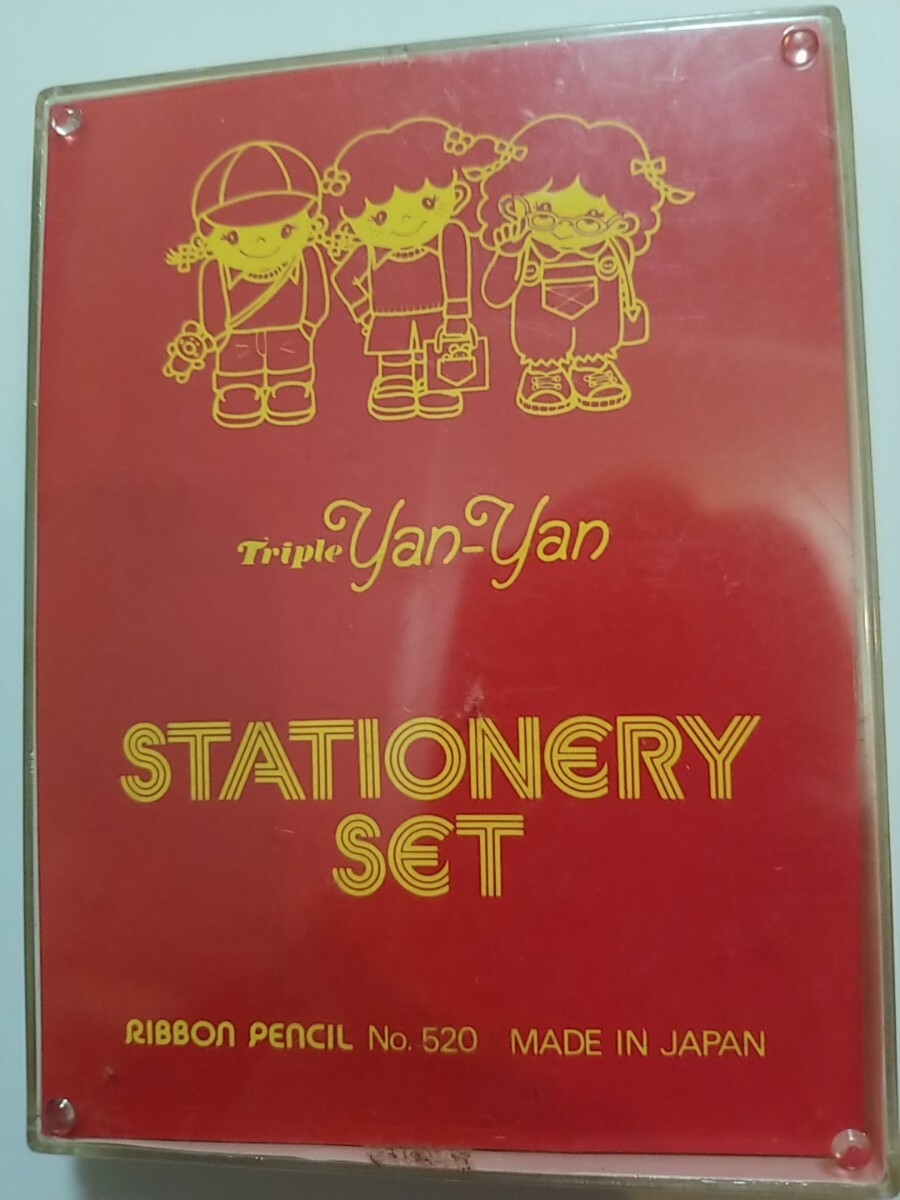 Triple Yan-Yan
STATIONERY
SET
RIBBON PENCIL No. 520 MADE IN JAPAN